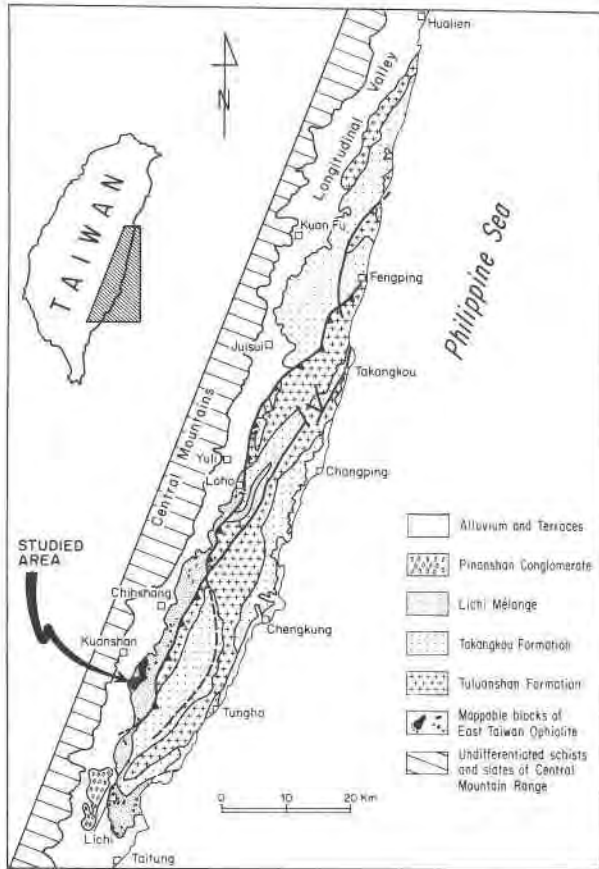 Hualien
N
Longitudinal Valley
Kuan Fu
TAIWAN
Fengping
Philippine Sea
Juisui
Takangkou
Central Mountains
Yuli
Loho
Changping
STUDIED
AREA
Chihshang
Chengkung
Kuanshan
Tungho
0 10 20 Km
Lichi
Taitung
Alluvium and Terraces
Pinanshan Conglomerate
Lichi Mélange
Takangkou Formation
Tuluanshan Formation
Mappable blocks of
East Taiwan Ophiolite
Undifferentiated schists
and slates of Central
Mountain Range